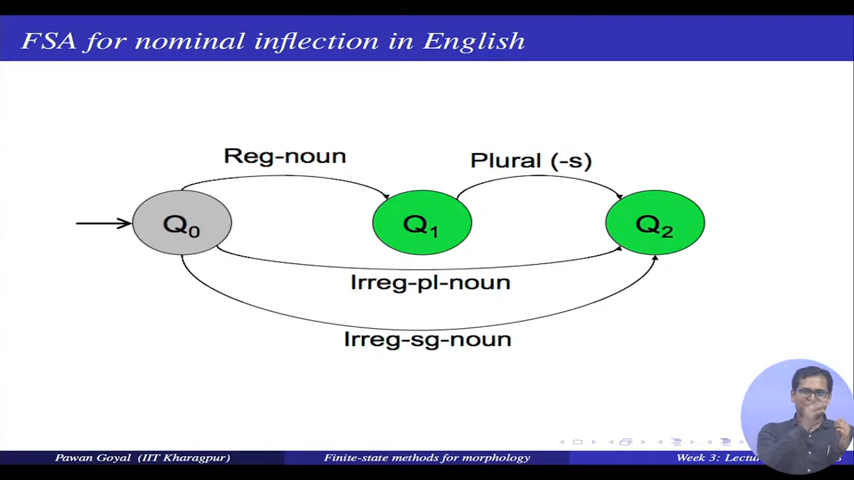 FSA for nominal inflection in English
Reg-noun
Plural (-s)
Q0
Q1
Q2
Irreg-pl-noun
Irreg-sg-noun
Pawan Goyal (IIT Kharagpur)
Finite-state methods for morphology
Week 3: